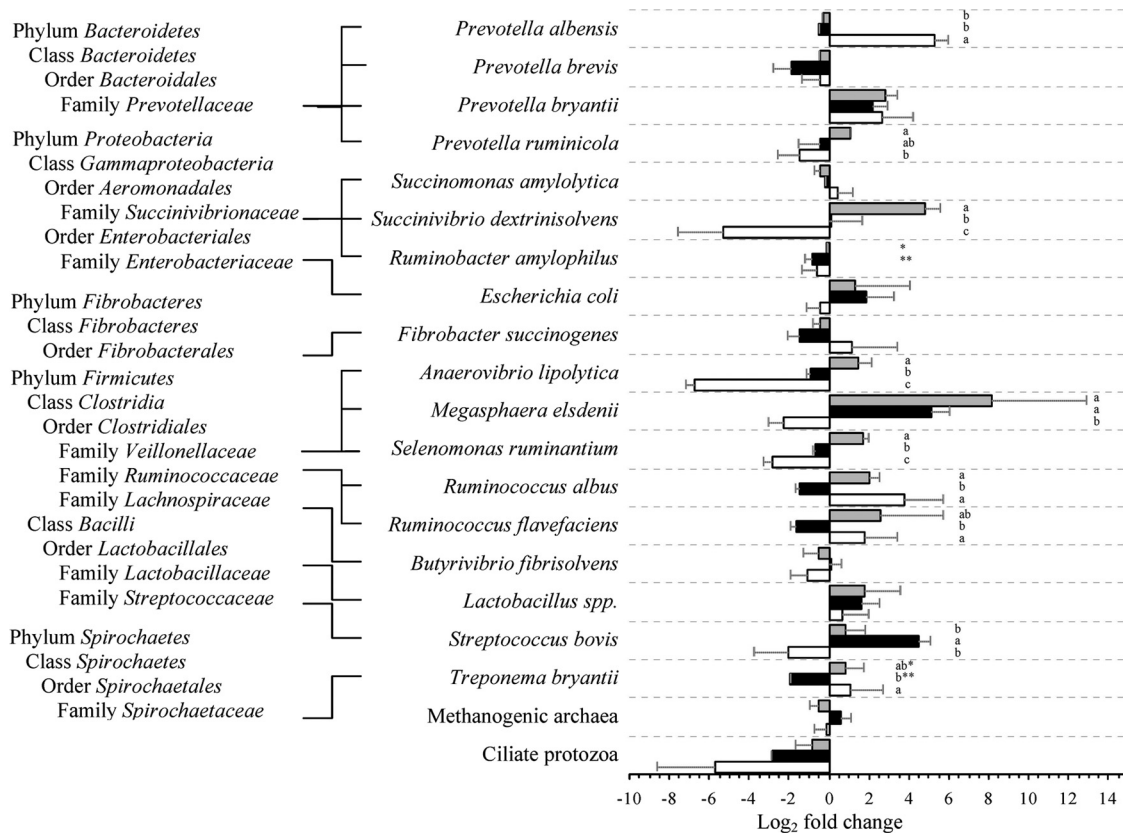 Phylum Bacteroidetes
Class Bacteroidetes
Order Bacteroidales
Family Prevotellaceae
Phylum Proteobacteria
Class Gammaproteobacteria
Order Aeromonadales
Family Succinivibrionaceae
Order Enterobacteriales
Family Enterobacteriaceae
Phylum Fibrobacteres
Class Fibrobacteres
Order Fibrobacterales
Phylum Firmicutes
Class Clostridia
Order Clostridiales
Family Veillonellaceae
Family Ruminococcaceae
Family Lachnospiraceae
Class Bacilli
Order Lactobacillales
Family Lactobacillaceae
Family Streptococcaceae
Phylum Spirochaetes
Class Spirochaetes
Order Spirochaetales
Family Spirochaetaceae
Prevotella albensis
b
b
a
Prevotella brevis
Prevotella bryantii
Prevotella ruminicola
a
ab
b
Succinomonas amylolytica
Succinivibrio dextrinisolvens
a
b
c
Ruminobacter amylophilus
*
**
Escherichia coli
Fibrobacter succinogenes
Anaerovibrio lipolytica
a
b
c
Megasphaera elsdenii
a
a
b
Selenomonas ruminantium
a
b
c
Ruminococcus albus
a
b
a
Ruminococcus flavefaciens
ab
b
a
Butyrivibrio fibrisolvens
Lactobacillus spp.
Streptococcus bovis
b
a
b
Treponema bryantii
ab*
b**
a
Methanogenic archaea
Ciliate protozoa
-10 -8 -6 -4 -2 0 2 4 6 8 10 12 14
Log2 fold change